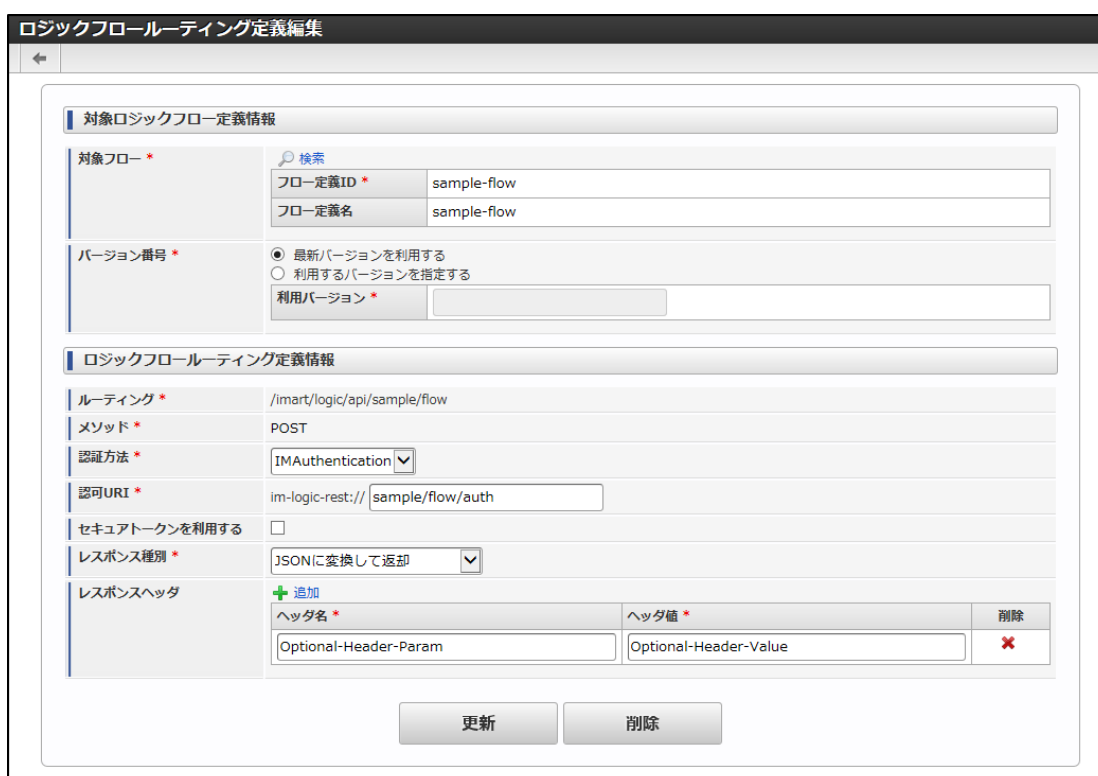 ロジックフロールーティング定義編集
対象ロジックフロー定義情報
対象フロー *
検索
フロー定義ID * sample-flow
フロー定義名 sample-flow
バージョン番号 *
最新バージョンを利用する
利用するバージョンを指定する
利用バージョン *
ロジックフロールーティング定義情報
ルーティング * /imart/logic/api/sample/flow
メソッド * POST
認証方法 * IMAuthentication
認可URI * im-logic-rest:// sample/flow/auth
セキュアトークンを利用する
レスポンス種別 * JSONに変換して返却
レスポンスヘッダ 追加
ヘッダ名 * ヘッダ値 * 削除
Optional-Header-Param Optional-Header-Value
更新 削除